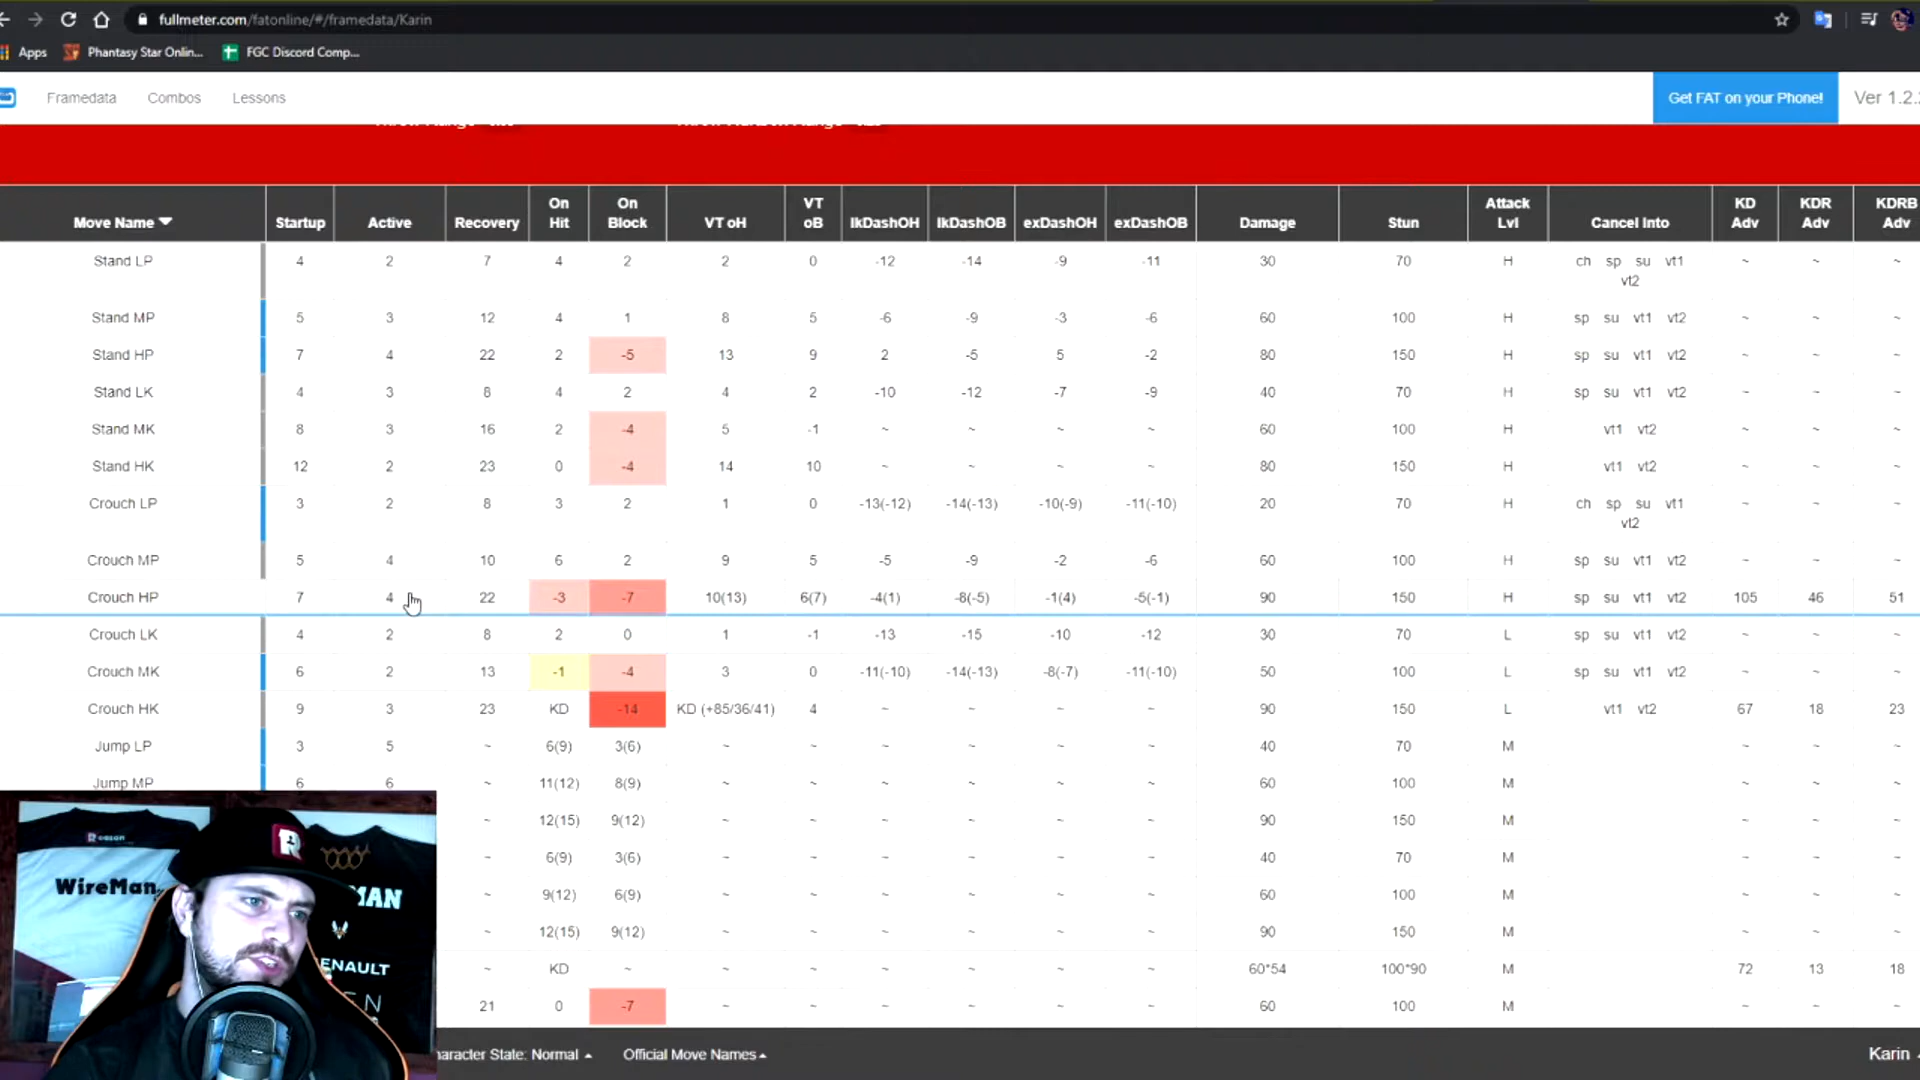 fullmeter.com/fatonline/#/framedata/Karin
Apps Phantasy Star Onlin... FGC Discord Comp...
Framedata Combos Lessons Get FAT on your Phone! Ver 1.2.
Move Name Startup Active Recovery On Hit On Block VT oH VT oB lkDashOH lkDashOB exDashOH exDashOB Damage Stun Attack Lvl Cancel Into KD Adv KDR Adv KDRB Adv
Stand LP 4 2 7 4 2 2 0 -12 -14 -9 -11 30 70 H ch sp su vt1 ~ ~ ~
vt2
Stand MP 5 3 12 4 1 8 5 -6 -9 -3 -6 60 100 H sp su vt1 vt2 ~ ~ ~
Stand HP 7 4 22 2 -5 13 9 2 -5 5 -2 80 150 H sp su vt1 vt2 ~ ~ ~
Stand LK 4 3 8 4 2 4 2 -10 -12 -7 -9 40 70 H sp su vt1 vt2 ~ ~ ~
Stand MK 8 3 16 2 -4 5 -1 ~ ~ ~ ~ 60 100 H vt1 vt2 ~ ~ ~
Stand HK 12 2 23 0 -4 14 10 ~ ~ ~ ~ 80 150 H vt1 vt2 ~ ~ ~
Crouch LP 3 2 8 3 2 1 0 -13(-12) -14(-13) -10(-9) -11(-10) 20 70 H ch sp su vt1 ~ ~ ~
vt2
Crouch MP 5 4 10 6 2 9 5 -5 -9 -2 -6 60 100 H sp su vt1 vt2 ~ ~ ~
Crouch HP 7 4 22 -3 -7 10(13) 6(7) -4(1) -8(-5) -1(4) -5(-1) 90 150 H sp su vt1 vt2 105 46 51
Crouch LK 4 2 8 2 0 1 -1 -13 -15 -10 -12 30 70 L sp su vt1 vt2 ~ ~ ~
Crouch MK 6 2 13 -1 -4 3 0 -11(-10) -14(-13) -8(-7) -11(-10) 50 100 L sp su vt1 vt2 ~ ~ ~
Crouch HK 9 3 23 KD -14 KD (+85/36/41) 4 ~ ~ ~ ~ 90 150 L vt1 vt2 67 18 23
Jump LP 3 5 ~ 6(9) 3(6) ~ ~ ~ ~ ~ ~ 40 70 M ~ ~ ~
Jump MP 6 6 ~ 11(12) 8(9) ~ ~ ~ ~ ~ ~ 60 100 M ~ ~ ~
~ 12(15) 9(12) ~ ~ ~ ~ ~ ~ 90 150 M ~ ~ ~
~ 6(9) 3(6) ~ ~ ~ ~ ~ ~ 40 70 M ~ ~ ~
~ 9(12) 6(9) ~ ~ ~ ~ ~ ~ 60 100 M ~ ~ ~
~ 12(15) 9(12) ~ ~ ~ ~ ~ ~ 90 150 M ~ ~ ~
~ KD ~ ~ ~ ~ ~ ~ ~ 60*54 100*90 M 72 13 18
21 0 -7 ~ ~ ~ ~ ~ ~ 60 100 M ~ ~ ~
WireMan
MAN
ENAULT
aracter State: Normal Official Move Names Karin